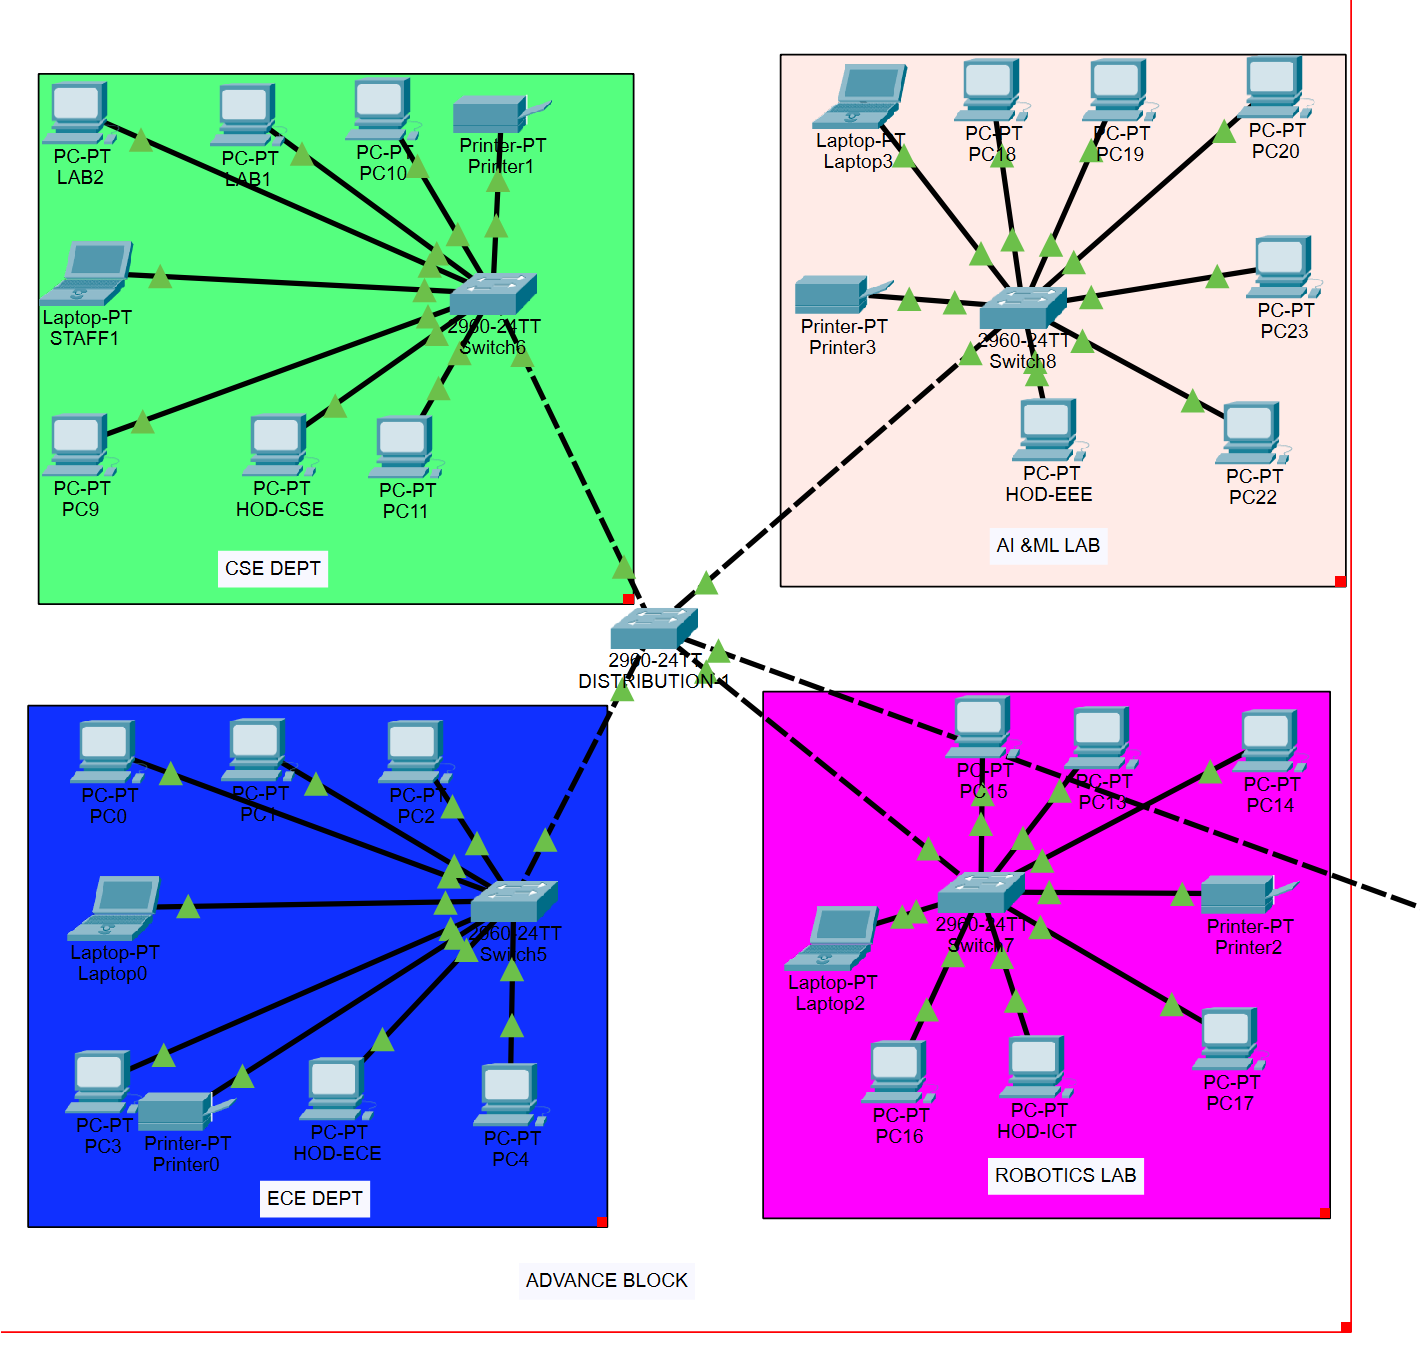 PC-PT
LAB2
PC-PT
LAB1
PC-PT
PC10
Printer-PT
Printer1
Laptop-PT
STAFF1
2960-24TT
Switch6
PC-PT
PC9
PC-PT
HOD-CSE
PC-PT
PC11
CSE DEPT
Laptop-PT
Laptop3
PC-PT
PC18
PC-PT
PC19
PC-PT
PC20
Printer-PT
Printer3
2960-24TT
Switch8
PC-PT
PC23
PC-PT
HOD-EEE
PC-PT
PC22
AI &ML LAB
2960-24TT
DISTRIBUTION-1
PC-PT
PC0
PC-PT
PC1
PC-PT
PC2
Laptop-PT
Laptop0
2960-24TT
Switch5
PC-PT
PC3
Printer-PT
Printer0
PC-PT
HOD-ECE
PC-PT
PC4
ECE DEPT
PC-PT
PC15
PC-PT
PC13
PC-PT
PC14
Laptop-PT
Laptop2
2960-24TT
Switch7
Printer-PT
Printer2
PC-PT
PC16
PC-PT
HOD-ICT
PC-PT
PC17
ROBOTICS LAB
ADVANCE BLOCK